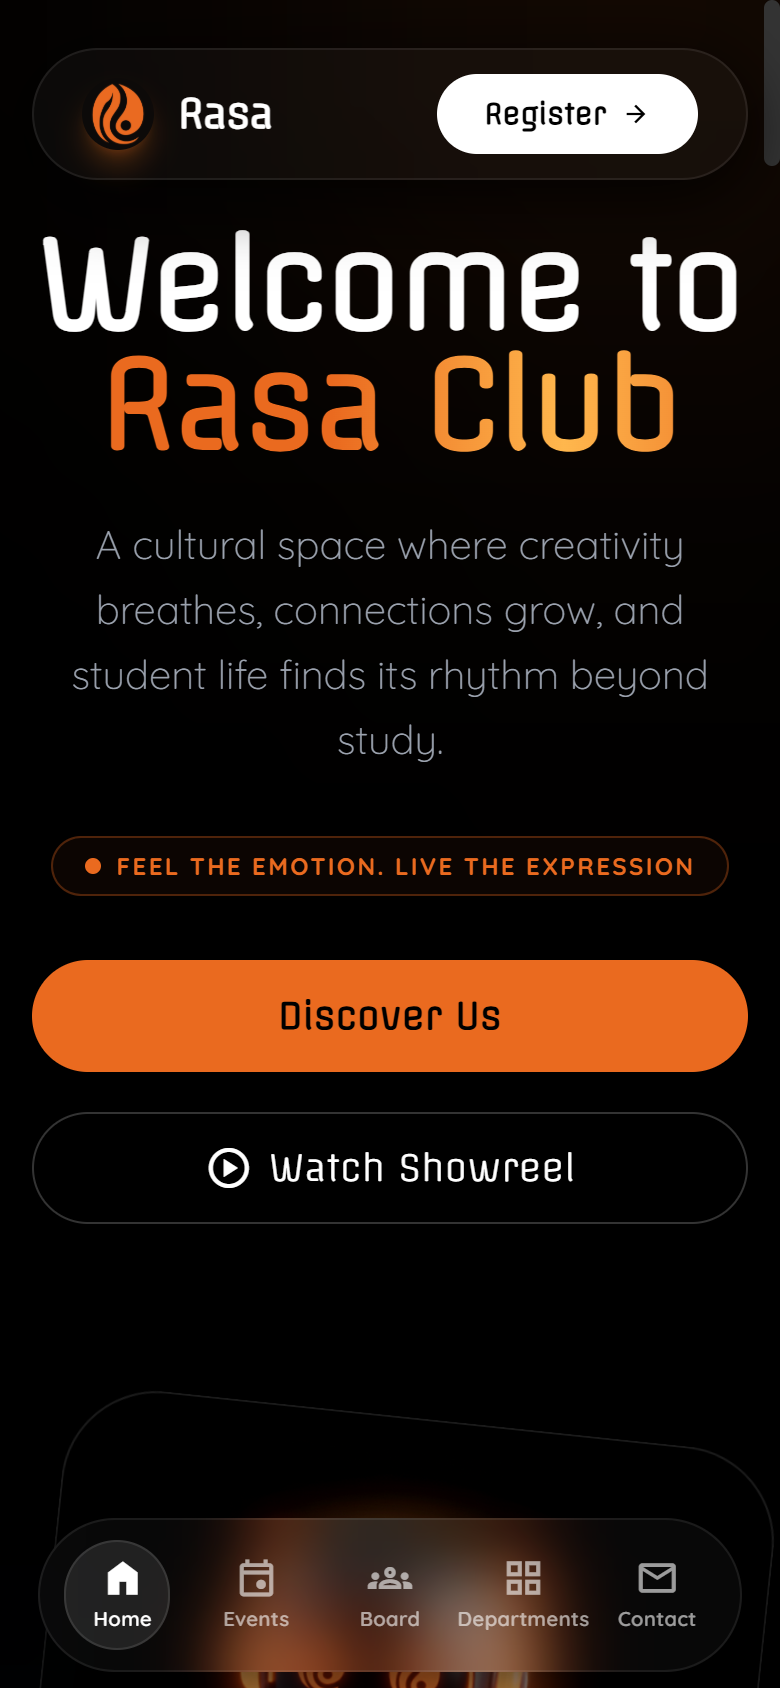 Rasa
Register →
Welcome to
Rasa Club
A cultural space where creativity
breathes, connections grow, and
student life finds its rhythm beyond
study.
FEEL THE EMOTION. LIVE THE EXPRESSION
Discover Us
Watch Showreel
Home
Events
Board
Departments
Contact